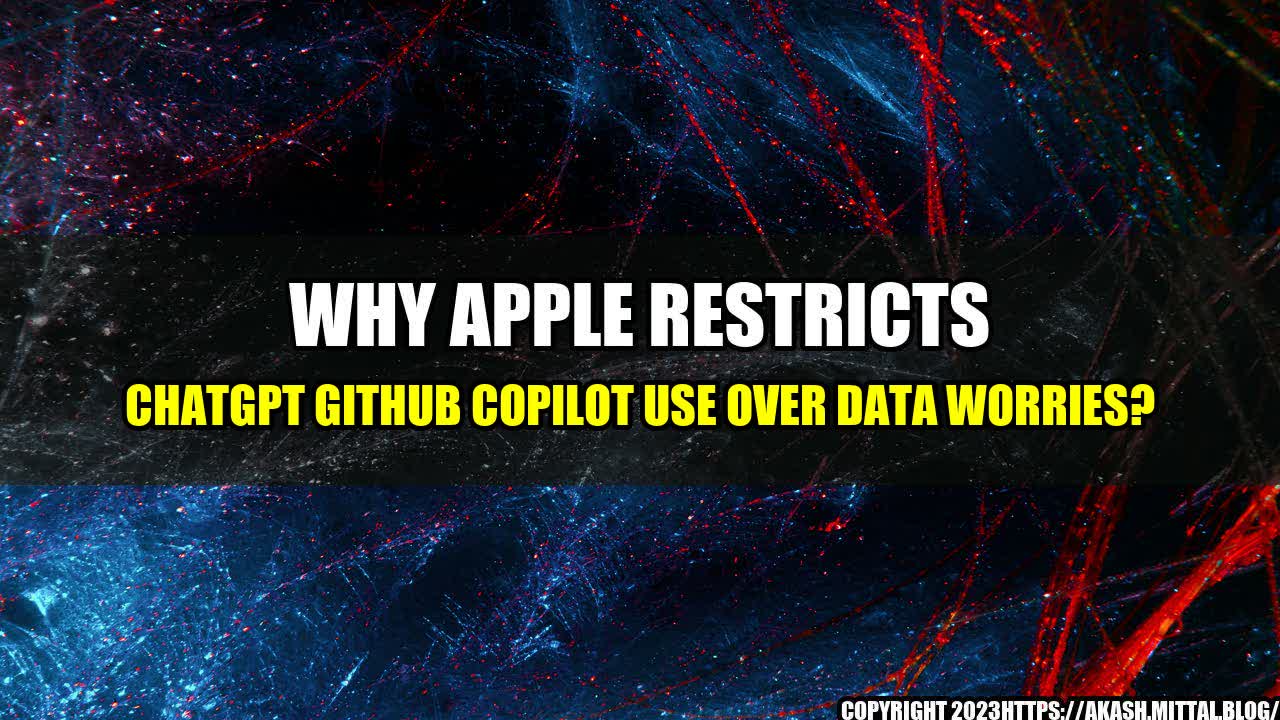 WHY APPLE RESTRICTS
CHATGPT GITHUB COPILOT USE OVER DATA WORRIES?
COPYRIGHT 2023HTTPS://AKASH.MITTAL.BLOG/